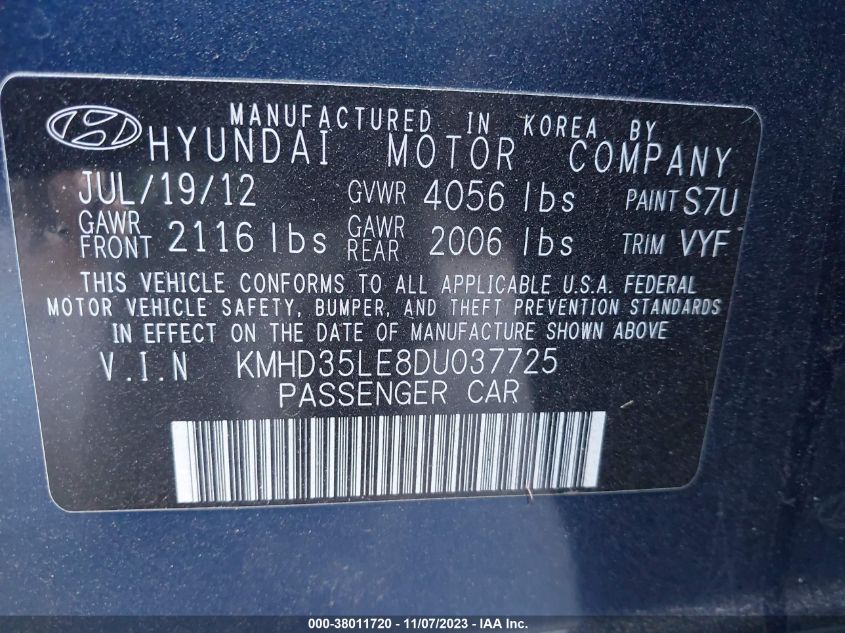 MANUFACTURED IN KOREA BY
HYUNDAI MOTOR COMPANY
JUL/19/12 GVWR 4056 lbs PAINT S7U
GAWR FRONT 2116 lbs GAWR REAR 2006 lbs TRIM VYF
THIS VEHICLE CONFORMS TO ALL APPLICABLE U.S.A. FEDERAL
MOTOR VEHICLE SAFETY, BUMPER, AND THEFT PREVENTION STANDARDS
IN EFFECT ON THE DATE OF MANUFACTURE SHOWN ABOVE
V.I.N KMHD35LE8DU037725
PASSENGER CAR
000-38011720 - 11/07/2023 - Copyright IAA, Inc.